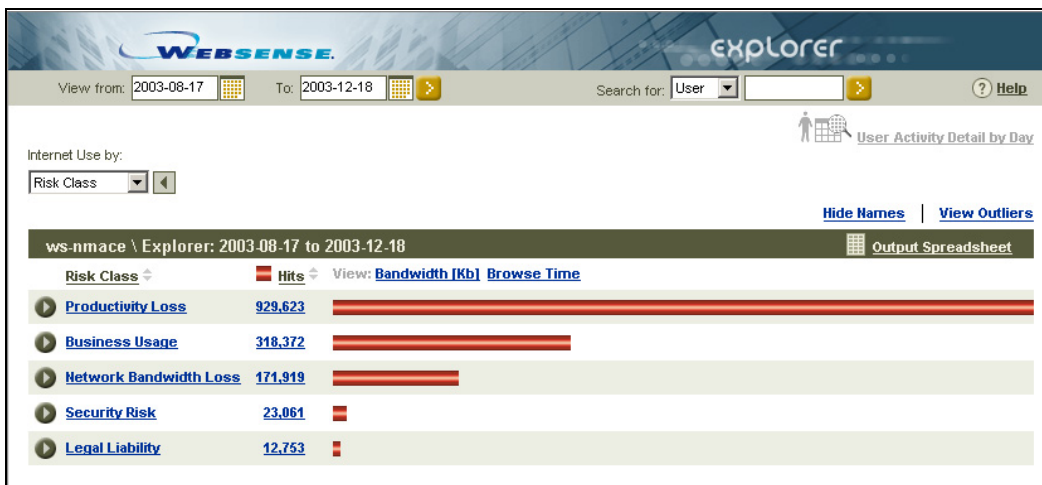 WEBSENSE. explorer
View from: 2003-08-17 To: 2003-12-18 Search for: User ? Help
User Activity Detail by Day
Internet Use by:
Risk Class
Hide Names | View Outliers
ws-nmace \ Explorer: 2003-08-17 to 2003-12-18 Output Spreadsheet
Risk Class Hits View: Bandwidth [Kb] Browse Time
Productivity Loss 929,623
Business Usage 318,372
Network Bandwidth Loss 171,919
Security Risk 23,061
Legal Liability 12,753